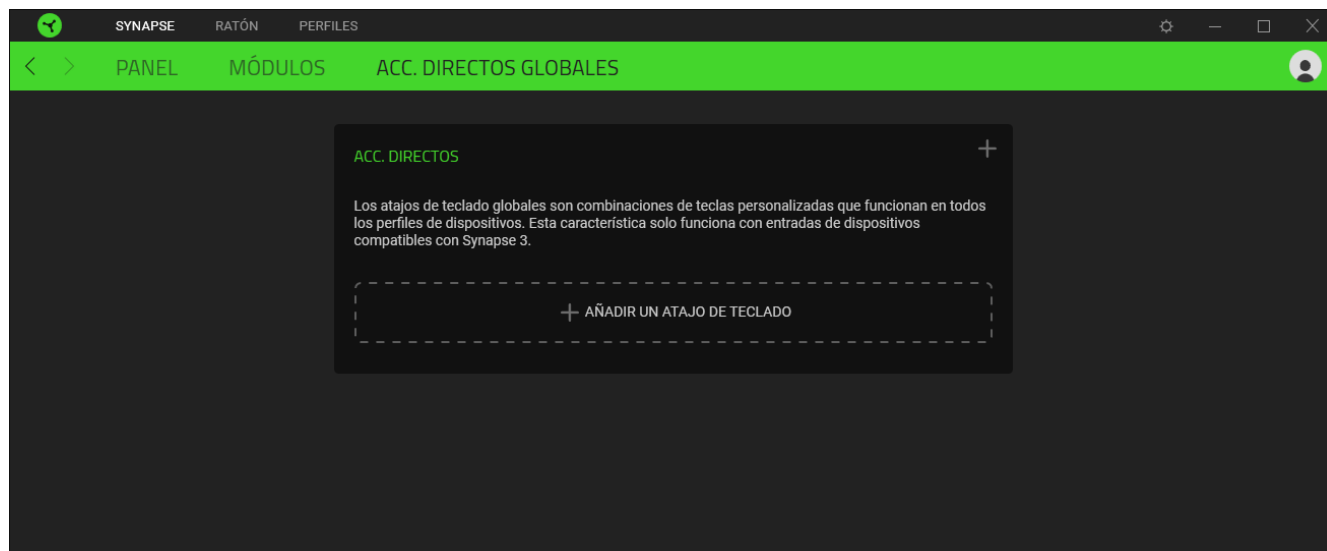 SYNAPSE RATÓN PERFILES
PANEL MÓDULOS ACC. DIRECTOS GLOBALES
ACC. DIRECTOS
Los atajos de teclado globales son combinaciones de teclas personalizadas que funcionan en todos
los perfiles de dispositivos. Esta característica solo funciona con entradas de dispositivos
compatibles con Synapse 3.
AÑADIR UN ATAJO DE TECLADO